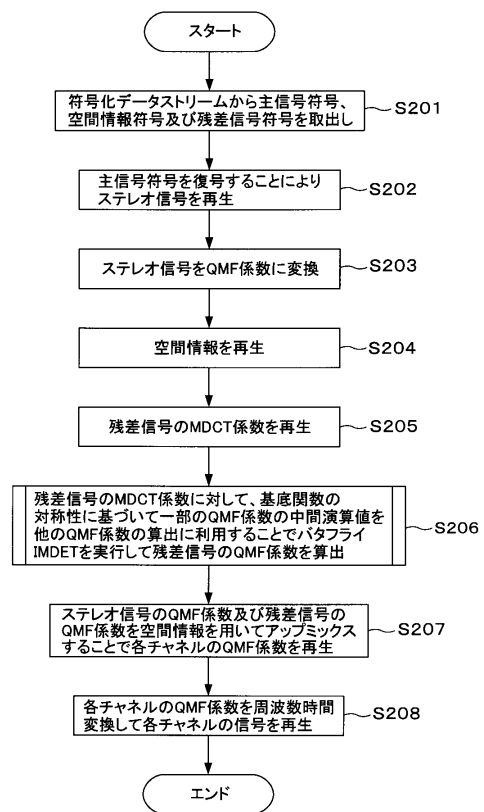 スタート
符号化データストリームから主信号符号、
空間情報符号及び残差信号符号を取出し
S201
主信号符号を復号することにより
ステレオ信号を再生
S202
ステレオ信号をQMF係数に変換
S203
空間情報を再生
S204
残差信号のMDCT係数を再生
S205
残差信号のMDCT係数に対して、基底関数の
対称性に基づいて一部のQMF係数の中間演算値を
他のQMF係数の算出に利用することでバタフライ
IMDETを実行して残差信号のQMF係数を算出
S206
ステレオ信号のQMF係数及び残差信号の
QMF係数を空間情報を用いてアップミックス
することで各チャネルのQMF係数を再生
S207
各チャネルのQMF係数を周波数時間
変換して各チャネルの信号を再生
S208
エンド